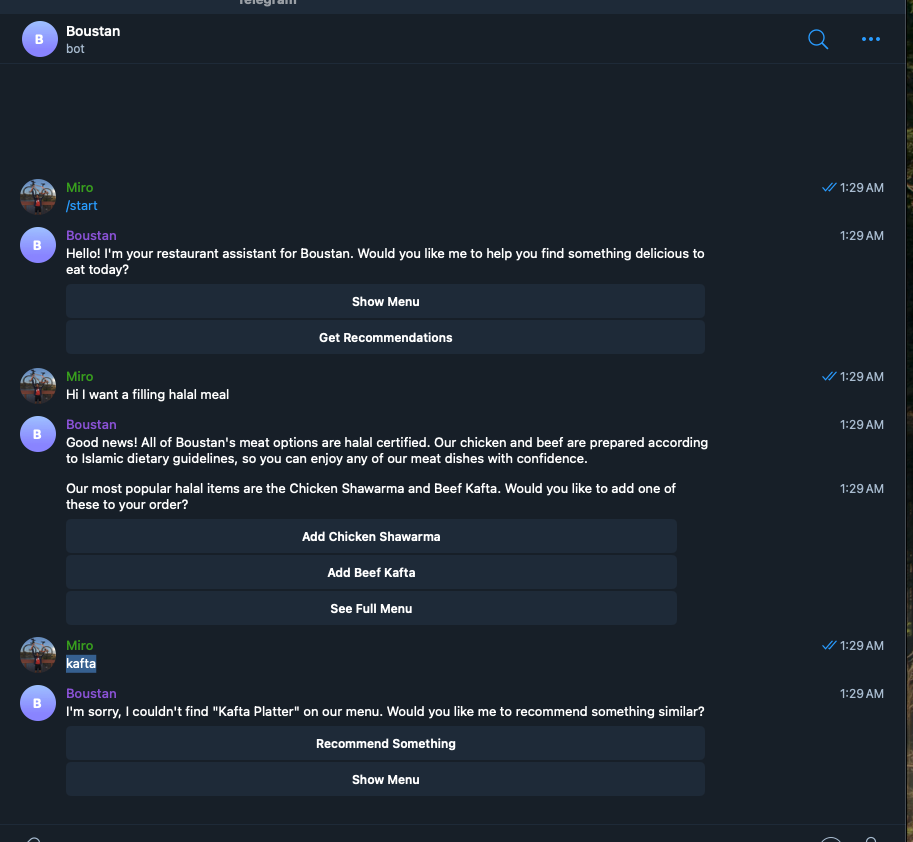 Telegram
B
Boustan
bot
Miro
1:29 AM
/start
Boustan
1:29 AM
B
Hello! I'm your restaurant assistant for Boustan. Would you like me to help you find something delicious to
eat today?
Show Menu
Get Recommendations
Miro
1:29 AM
Hi I want a filling halal meal
Boustan
1:29 AM
B
Good news! All of Boustan's meat options are halal certified. Our chicken and beef are prepared according
to Islamic dietary guidelines, so you can enjoy any of our meat dishes with confidence.
Our most popular halal items are the Chicken Shawarma and Beef Kafta. Would you like to add one of
1:29 AM
these to your order?
Add Chicken Shawarma
Add Beef Kafta
See Full Menu
Miro
1:29 AM
kafta
Boustan
1:29 AM
B
I'm sorry, I couldn't find "Kafta Platter" on our menu. Would you like me to recommend something similar?
Recommend Something
Show Menu